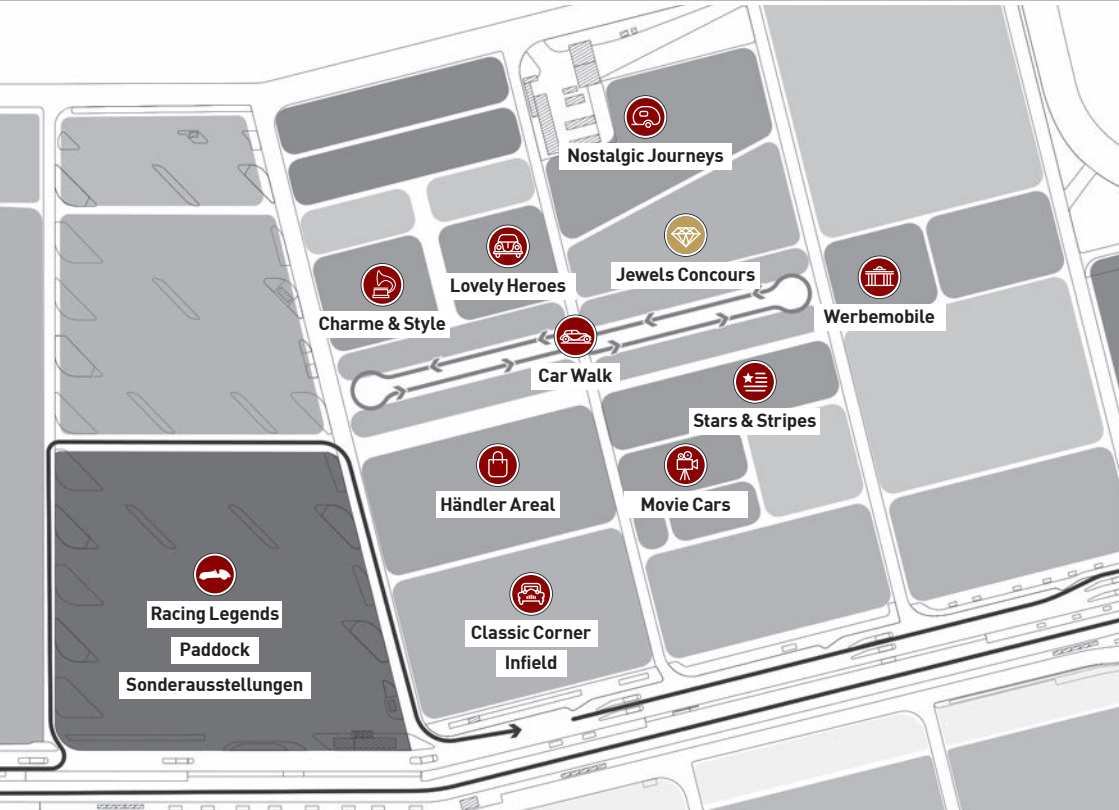 Nostalgic Journeys
Jewels Concours
Lovely Heroes
Charme & Style
Werbemobile
Car Walk
Stars & Stripes
Händler Areal
Movie Cars
Racing Legends
Paddock
Sonderausstellungen
Classic Corner
Infield